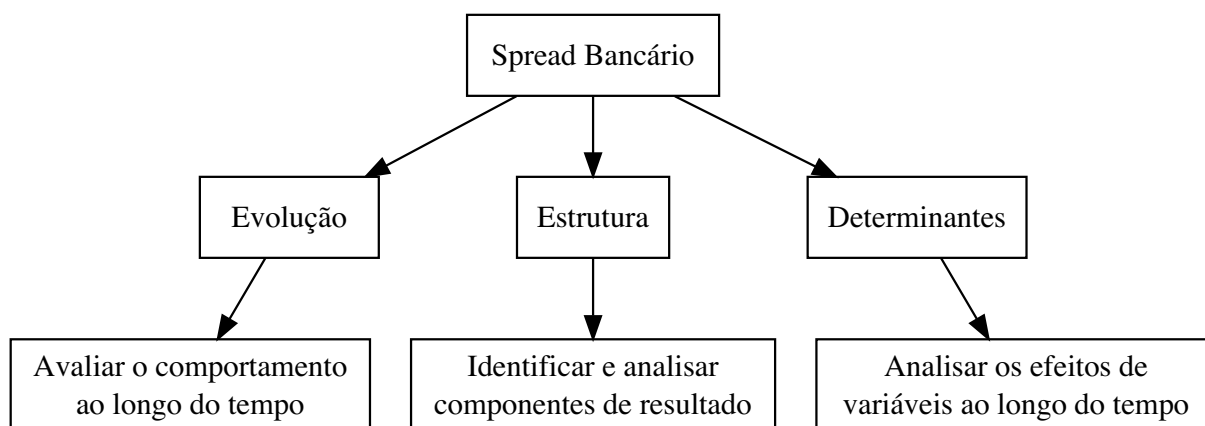 Spread Bancário
Evolução
Estrutura
Determinantes
Avaliar o comportamento
ao longo do tempo
Identificar e analisar
componentes de resultado
Analisar os efeitos de
variáveis ao longo do tempo